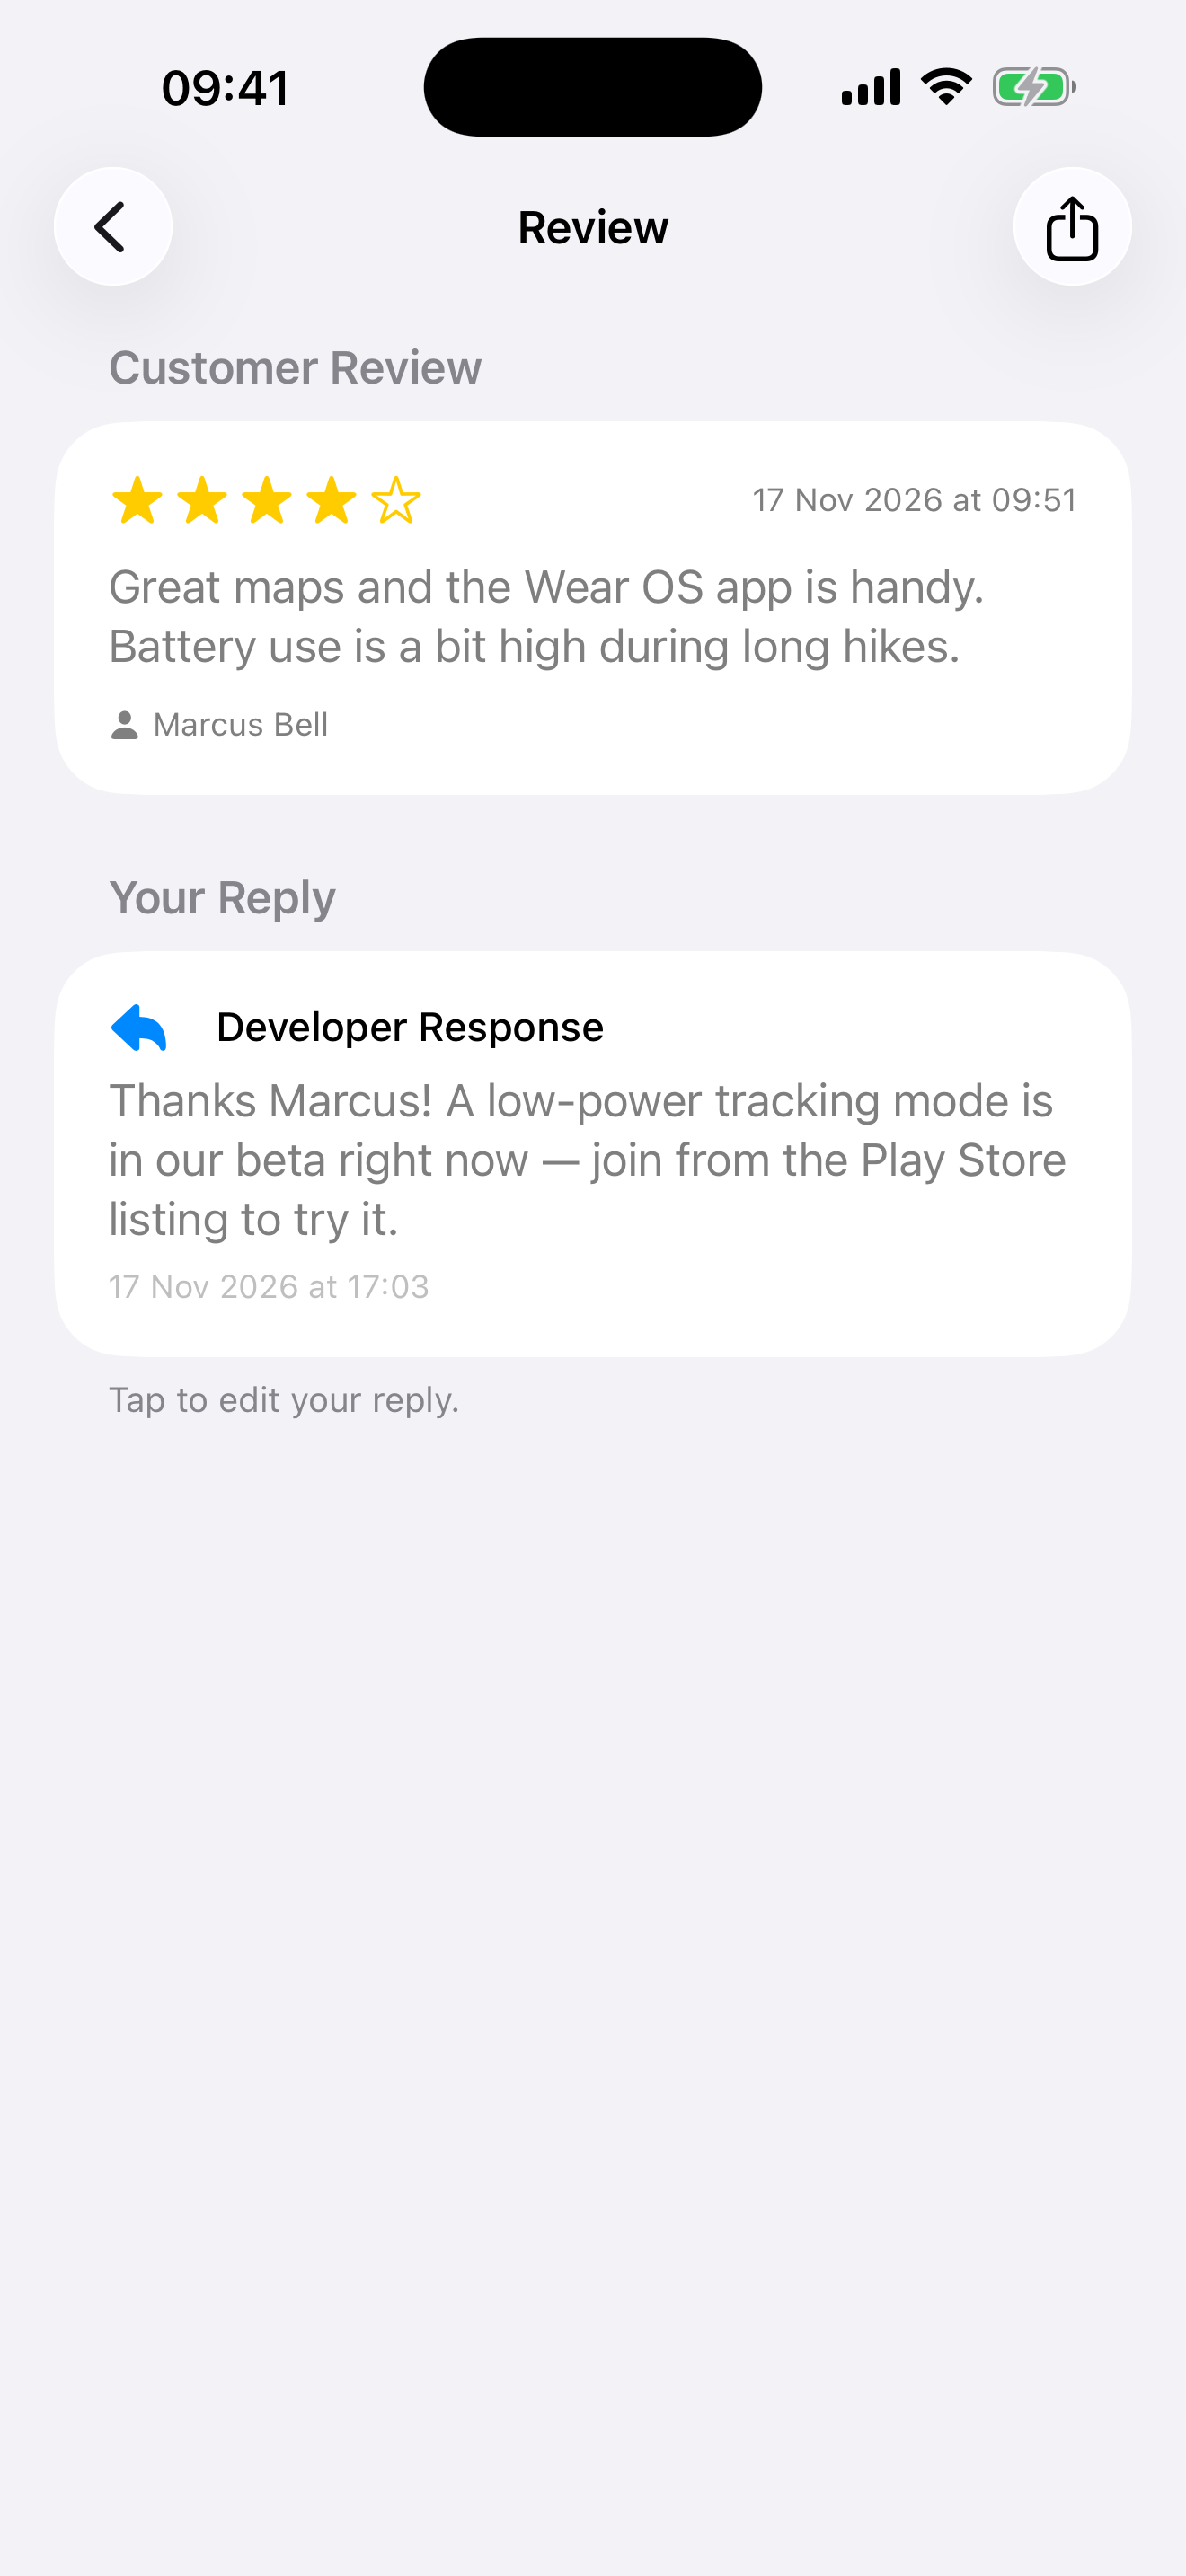 09:41
Review
Customer Review
17 Nov 2026 at 09:51
Great maps and the Wear OS app is handy.
Battery use is a bit high during long hikes.
Marcus Bell
Your Reply
Developer Response
Thanks Marcus! A low-power tracking mode is
in our beta right now — join from the Play Store
listing to try it.
17 Nov 2026 at 17:03
Tap to edit your reply.